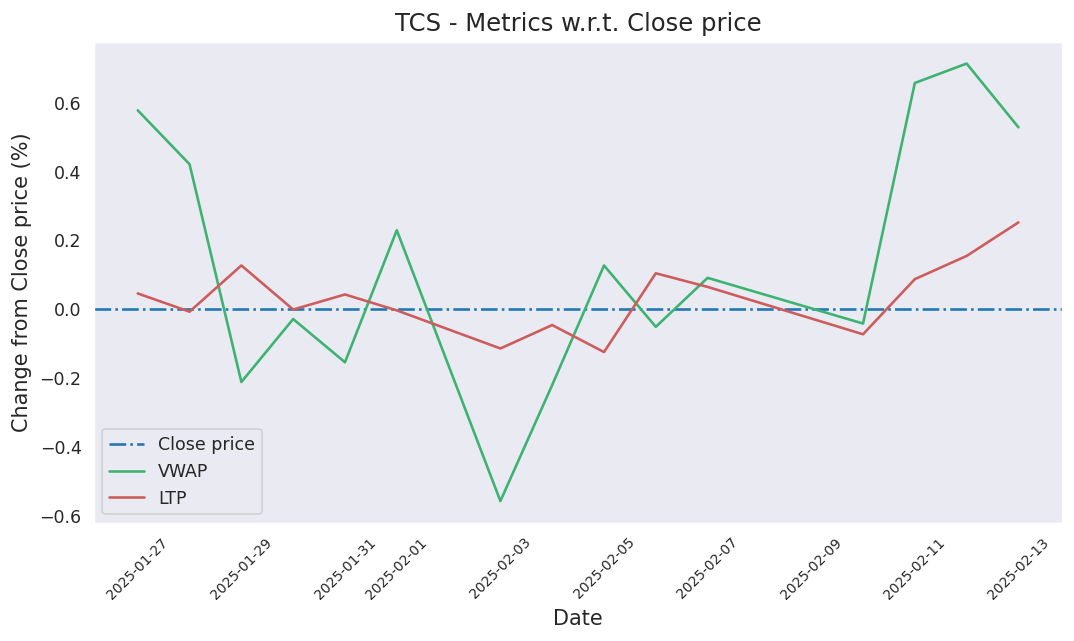 TCS - Metrics w.r.t. Close price
Change from Close price (%)
0.6
0.4
0.2
0.0
−0.2
−0.4
−0.6
Close price
VWAP
LTP
2025-01-27
2025-01-29
2025-01-31
2025-02-01
2025-02-03
2025-02-05
2025-02-07
2025-02-09
2025-02-11
2025-02-13
Date